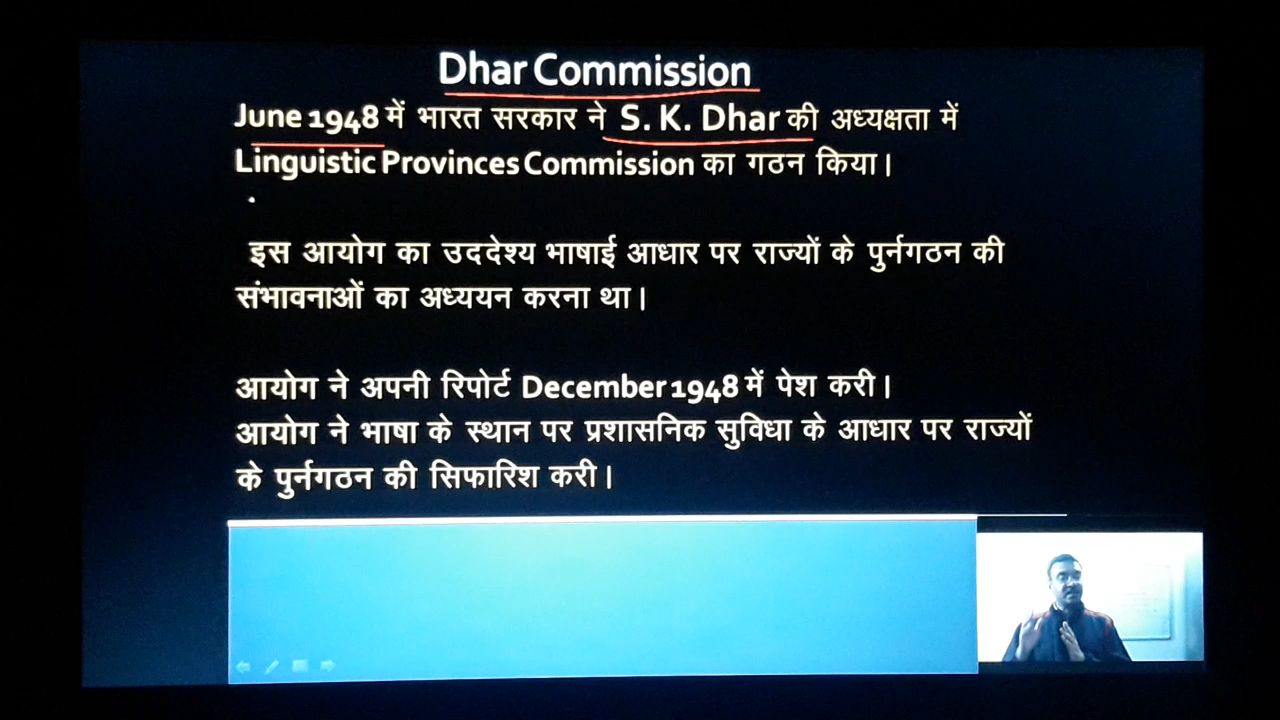 Dhar Commission
June 1948 में भारत सरकार ने S. K. Dhar की अध्यक्षता में
Linguistic Provinces Commission का गठन किया।
इस आयोग का उददेश्य भाषाई आधार पर राज्यों के पुर्नगठन की
संभावनाओं का अध्ययन करना था।
आयोग ने अपनी रिपोर्ट December 1948 में पेश करी।
आयोग ने भाषा के स्थान पर प्रशासनिक सुविधा के आधार पर राज्यों
के पुर्नगठन की सिफारिश करी।